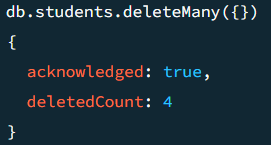 db.students.deleteMany({})
{
  acknowledged: true,
  deletedCount: 4
}